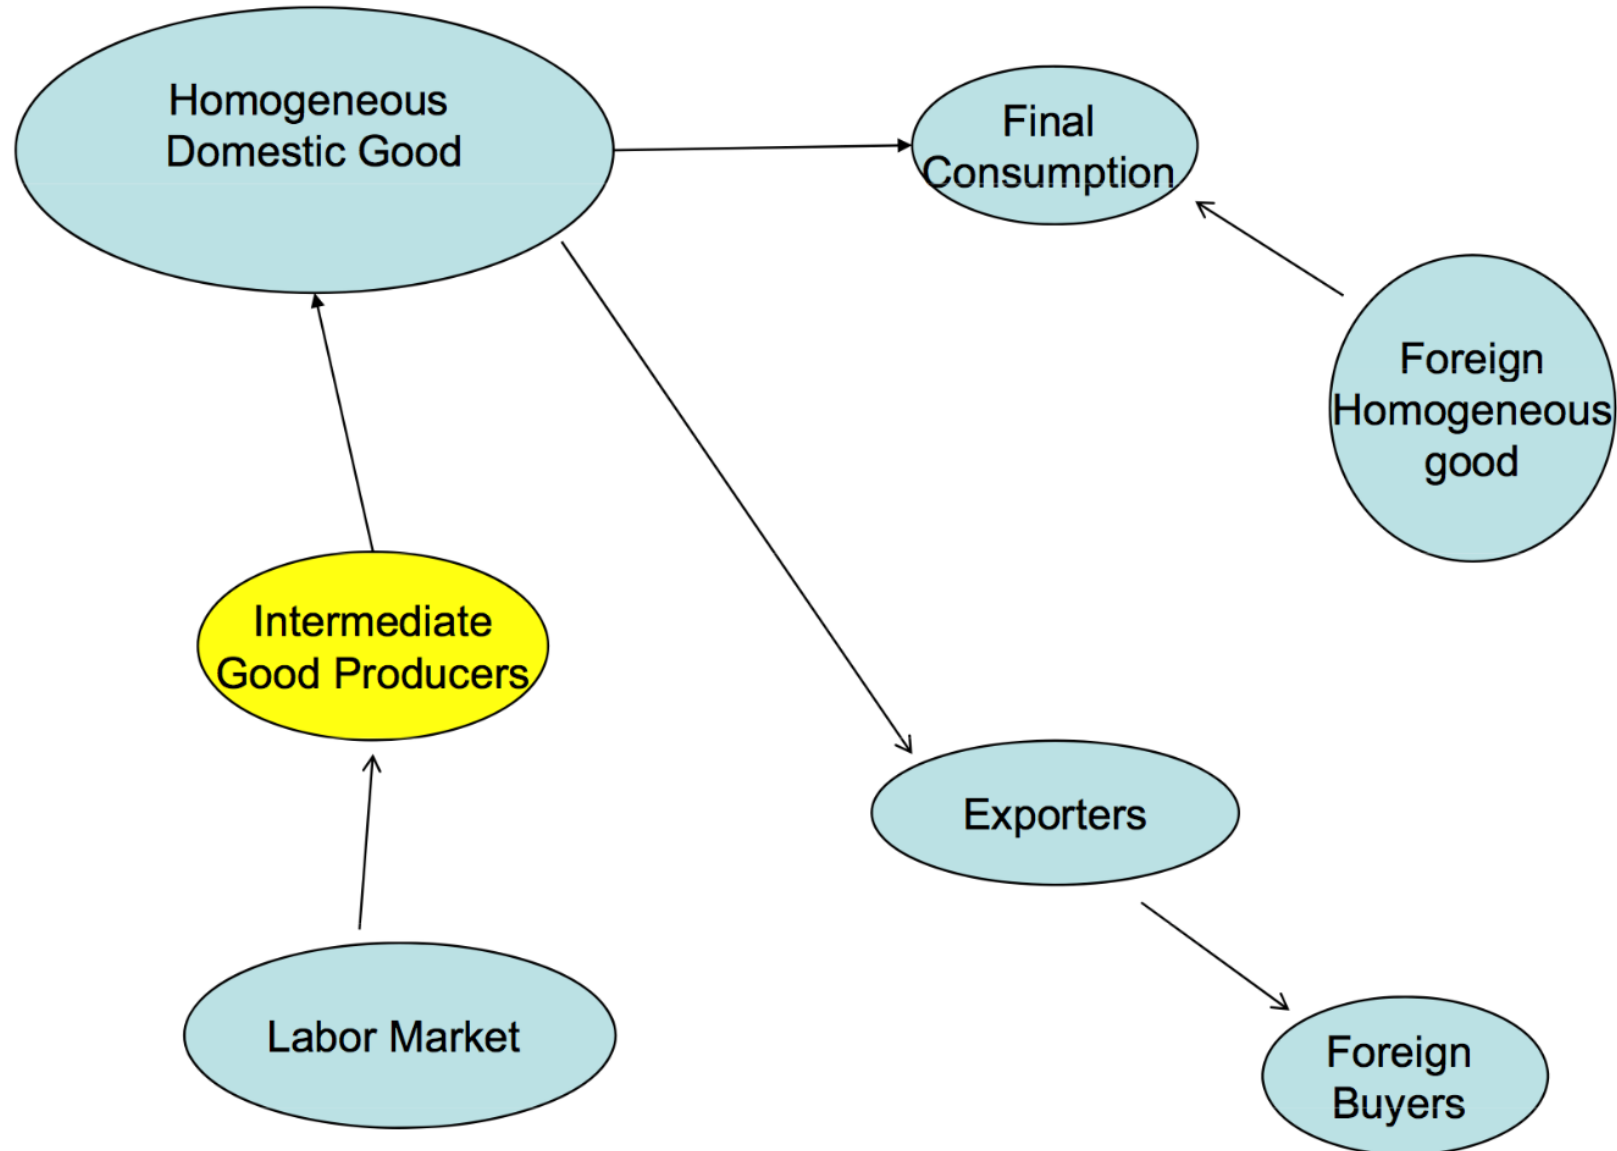 Homogeneous
Domestic Good
Final
Consumption
Foreign
Homogeneous
good
Intermediate
Good Producers
Exporters
Labor Market
Foreign
Buyers